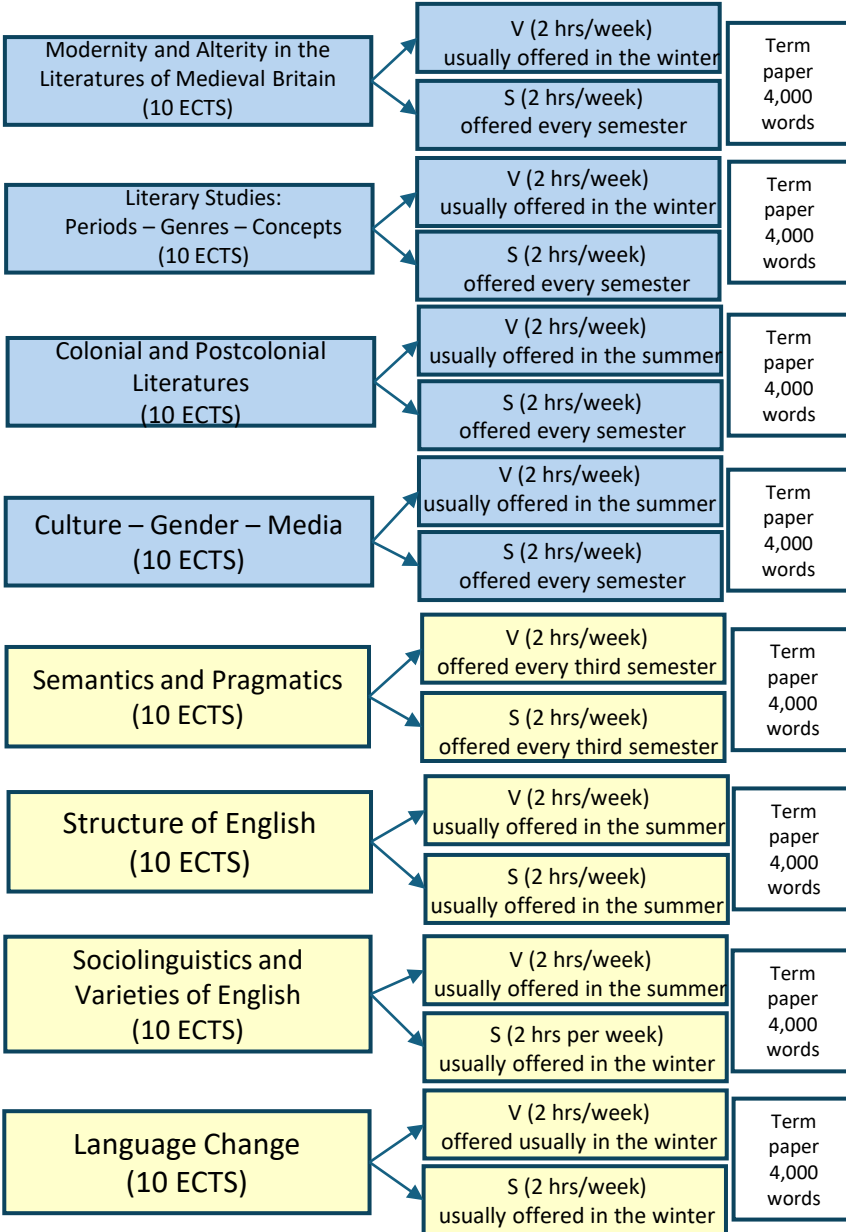 Modernity and Alterity in the
Literatures of Medieval Britain
(10 ECTS)
V (2 hrs/week)
usually offered in the winter
S (2 hrs/week)
offered every semester
Term
paper
4,000
words
Literary Studies:
Periods – Genres – Concepts
(10 ECTS)
V (2 hrs/week)
usually offered in the winter
S (2 hrs/week)
offered every semester
Term
paper
4,000
words
Colonial and Postcolonial
Literatures
(10 ECTS)
V (2 hrs/week)
usually offered in the summer
S (2 hrs/week)
offered every semester
Term
paper
4,000
words
Culture – Gender – Media
(10 ECTS)
V (2 hrs/week)
usually offered in the summer
S (2 hrs/week)
offered every semester
Term
paper
4,000
words
Semantics and Pragmatics
(10 ECTS)
V (2 hrs/week)
offered every third semester
S (2 hrs/week)
offered every third semester
Term
paper
4,000
words
Structure of English
(10 ECTS)
V (2 hrs/week)
usually offered in the summer
S (2 hrs/week)
usually offered in the summer
Term
paper
4,000
words
Sociolinguistics and
Varieties of English
(10 ECTS)
V (2 hrs/week)
usually offered in the summer
S (2 hrs per week)
usually offered in the winter
Term
paper
4,000
words
Language Change
(10 ECTS)
V (2 hrs/week)
offered usually in the winter
S (2 hrs/week)
usually offered in the winter
Term
paper
4,000
words